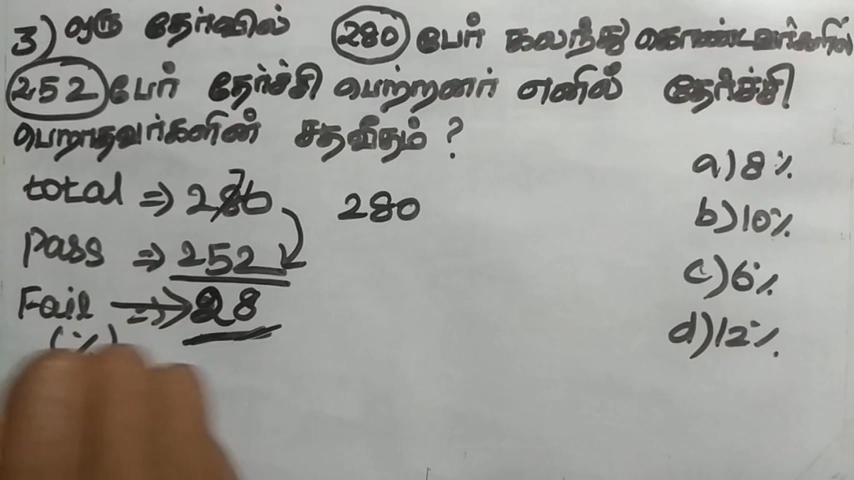 3) ஒரு தேர்வில் 280 பேர் கலந்து கொண்டவர்களில்
252 பேர் தேர்ச்சி பெற்றனர் எனில் தேர்ச்சி
பெறாதவர்களின் சதவீதம் ?
total => 280 280
Pass => 252
Fail => 28
(%)
a) 8%
b) 10%
c) 6%
d) 12%